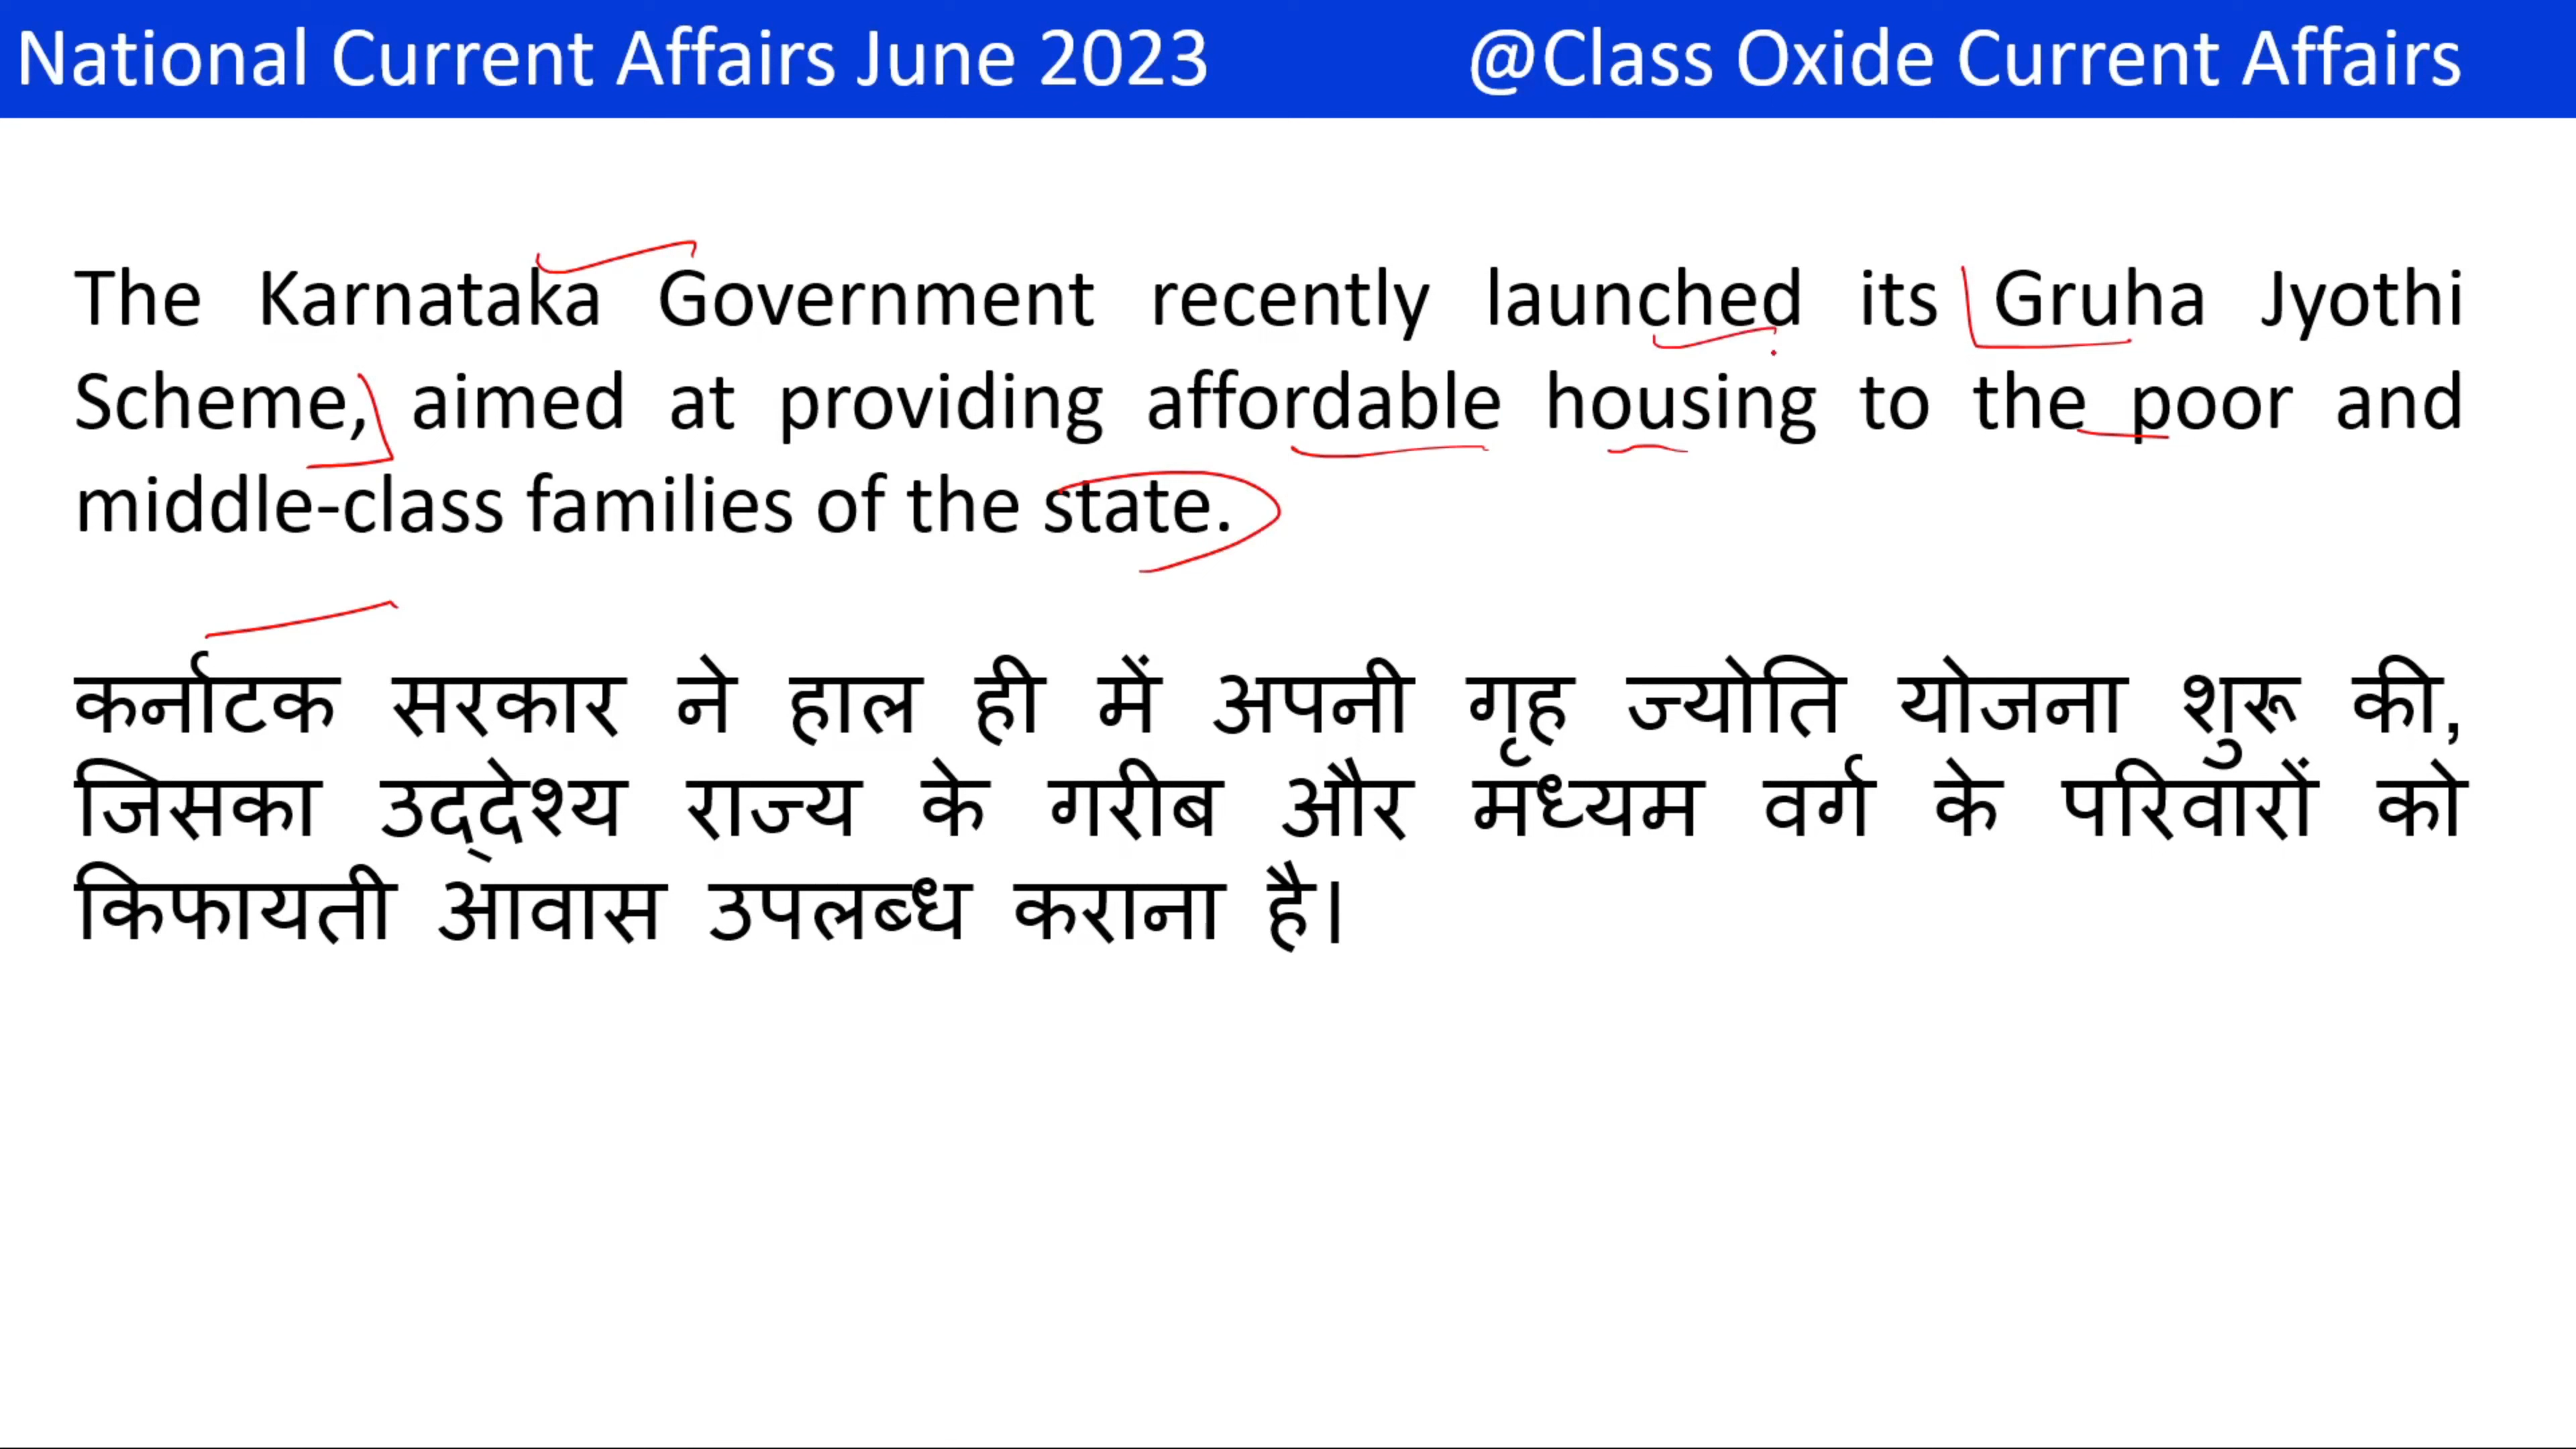 National Current Affairs June 2023 @Class Oxide Current Affairs
The Karnataka Government recently launched its Gruha Jyothi
Scheme, aimed at providing affordable housing to the poor and
middle-class families of the state.
कर्नाटक सरकार ने हाल ही में अपनी गृह ज्योति योजना शुरू की,
जिसका उद्देश्य राज्य के गरीब और मध्यम वर्ग के परिवारों को
किफायती आवास उपलब्ध कराना है।